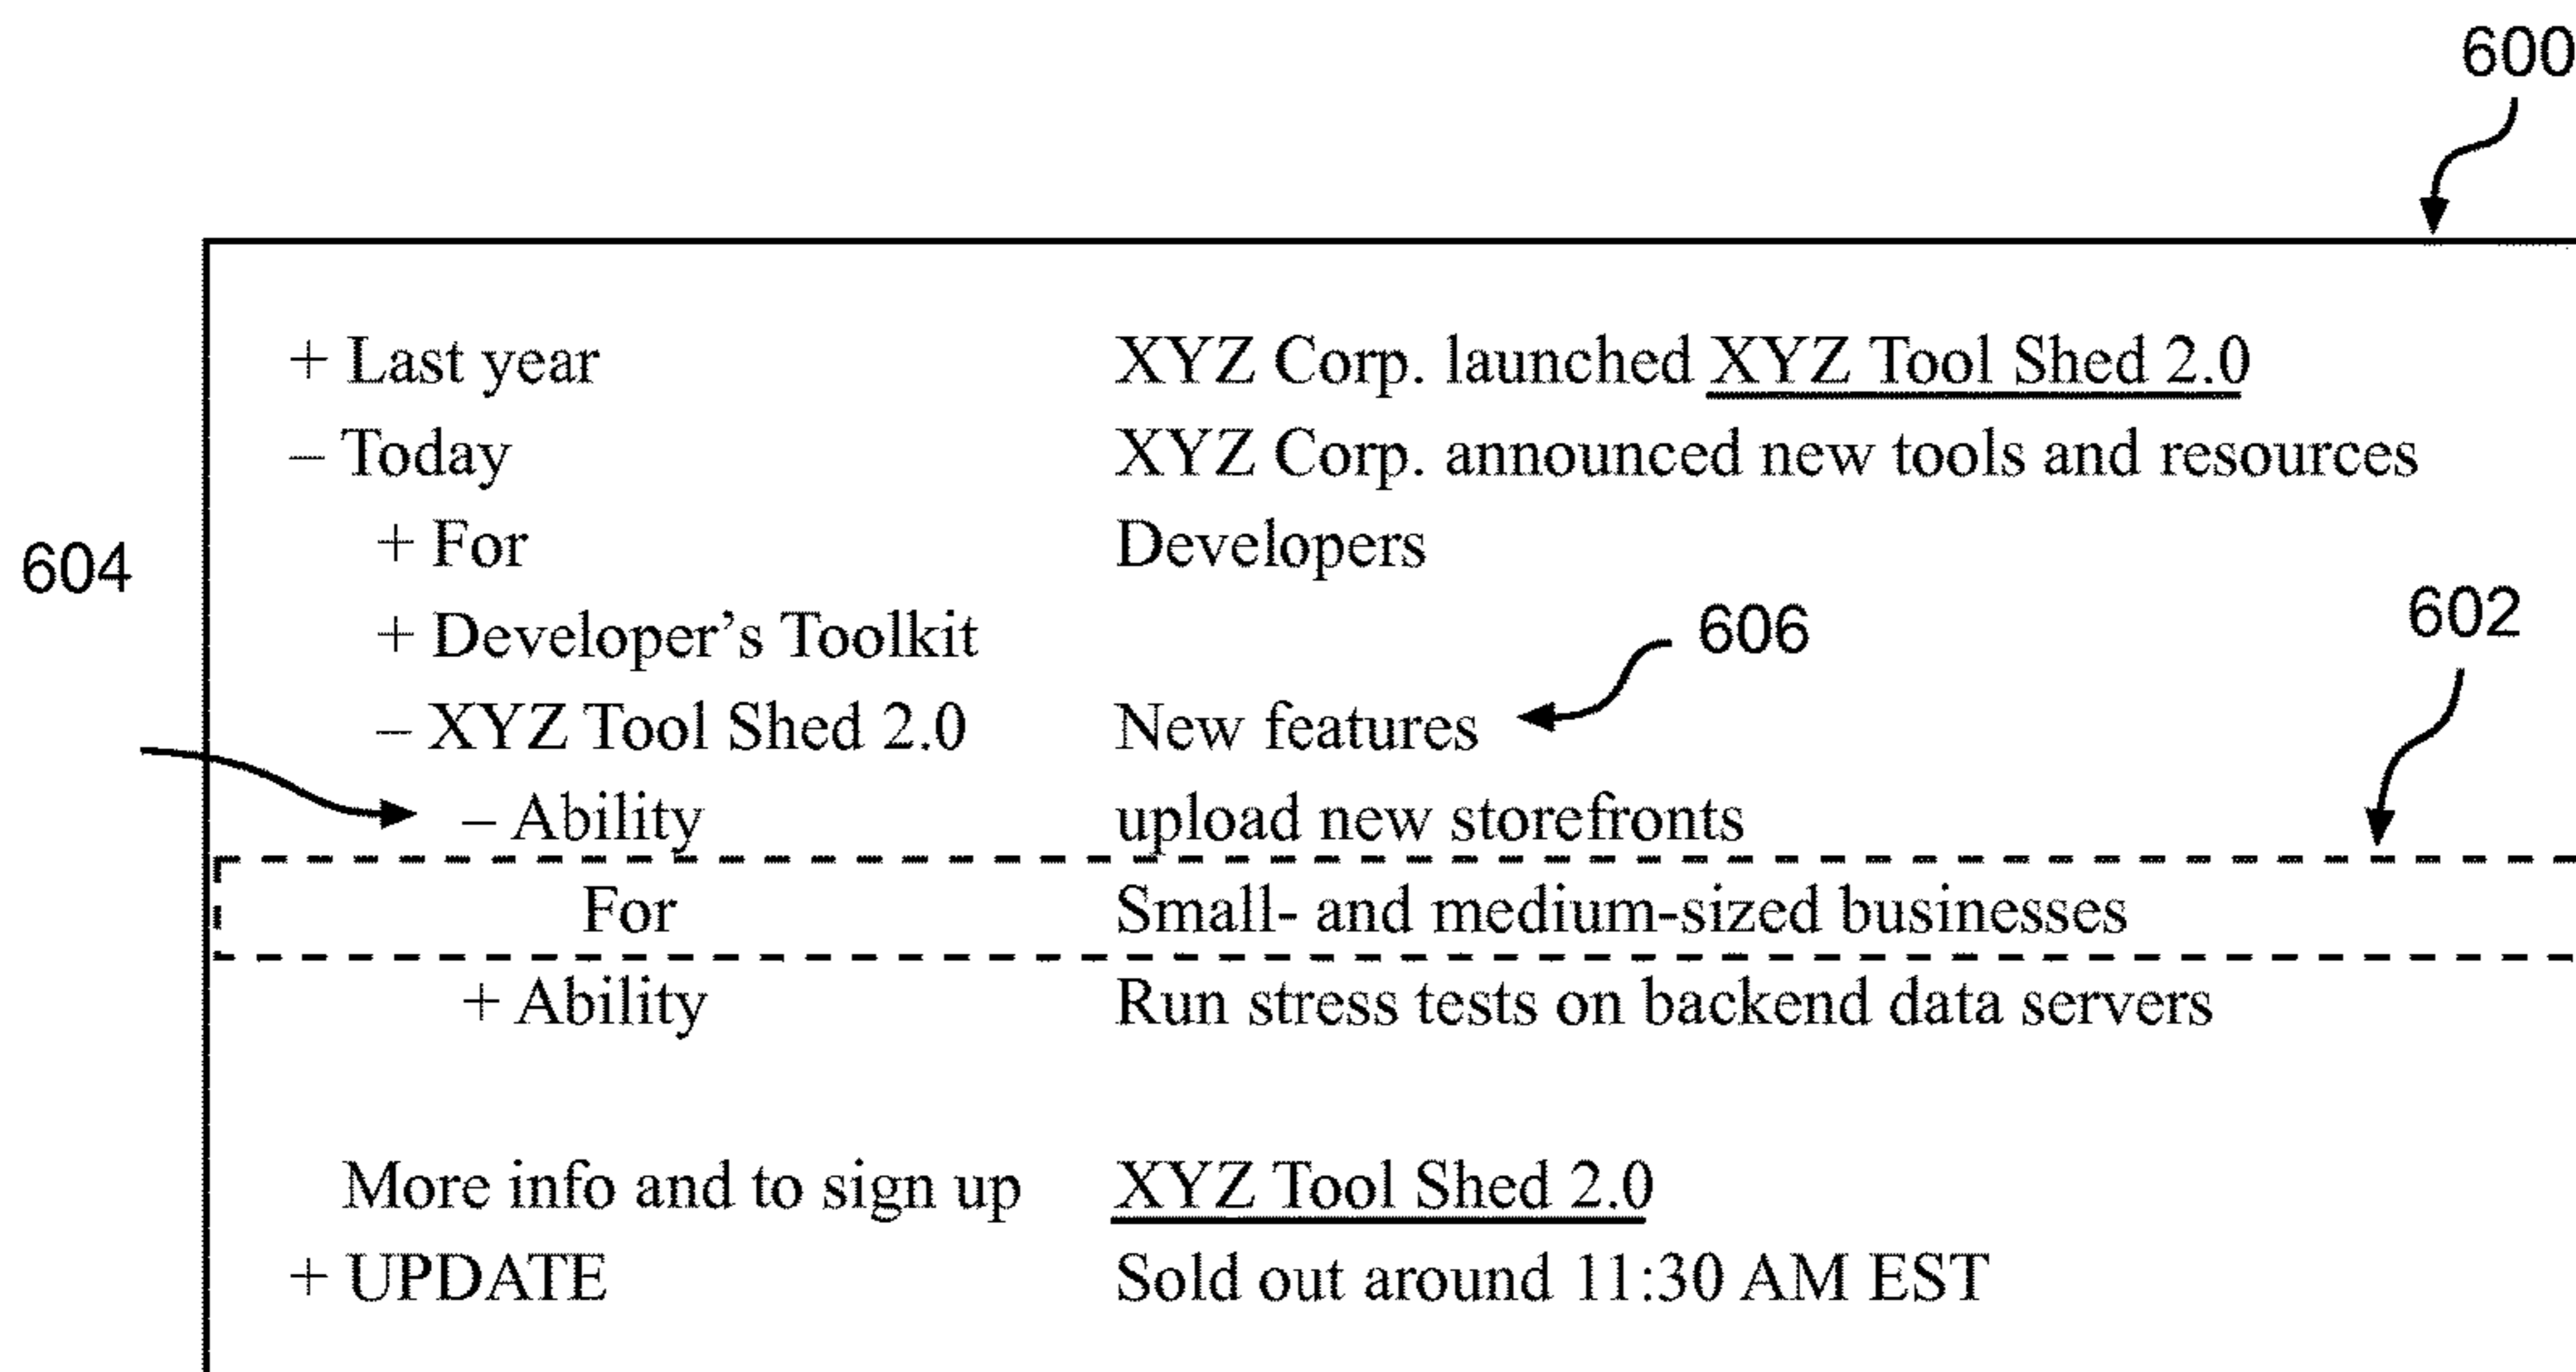 600
+ Last year XYZ Corp. launched XYZ Tool Shed 2.0
– Today XYZ Corp. announced new tools and resources
+ For Developers
604
+ Developer’s Toolkit
606
602
– XYZ Tool Shed 2.0 New features
– Ability upload new storefronts
For Small- and medium-sized businesses
+ Ability Run stress tests on backend data servers
More info and to sign up XYZ Tool Shed 2.0
+ UPDATE Sold out around 11:30 AM EST